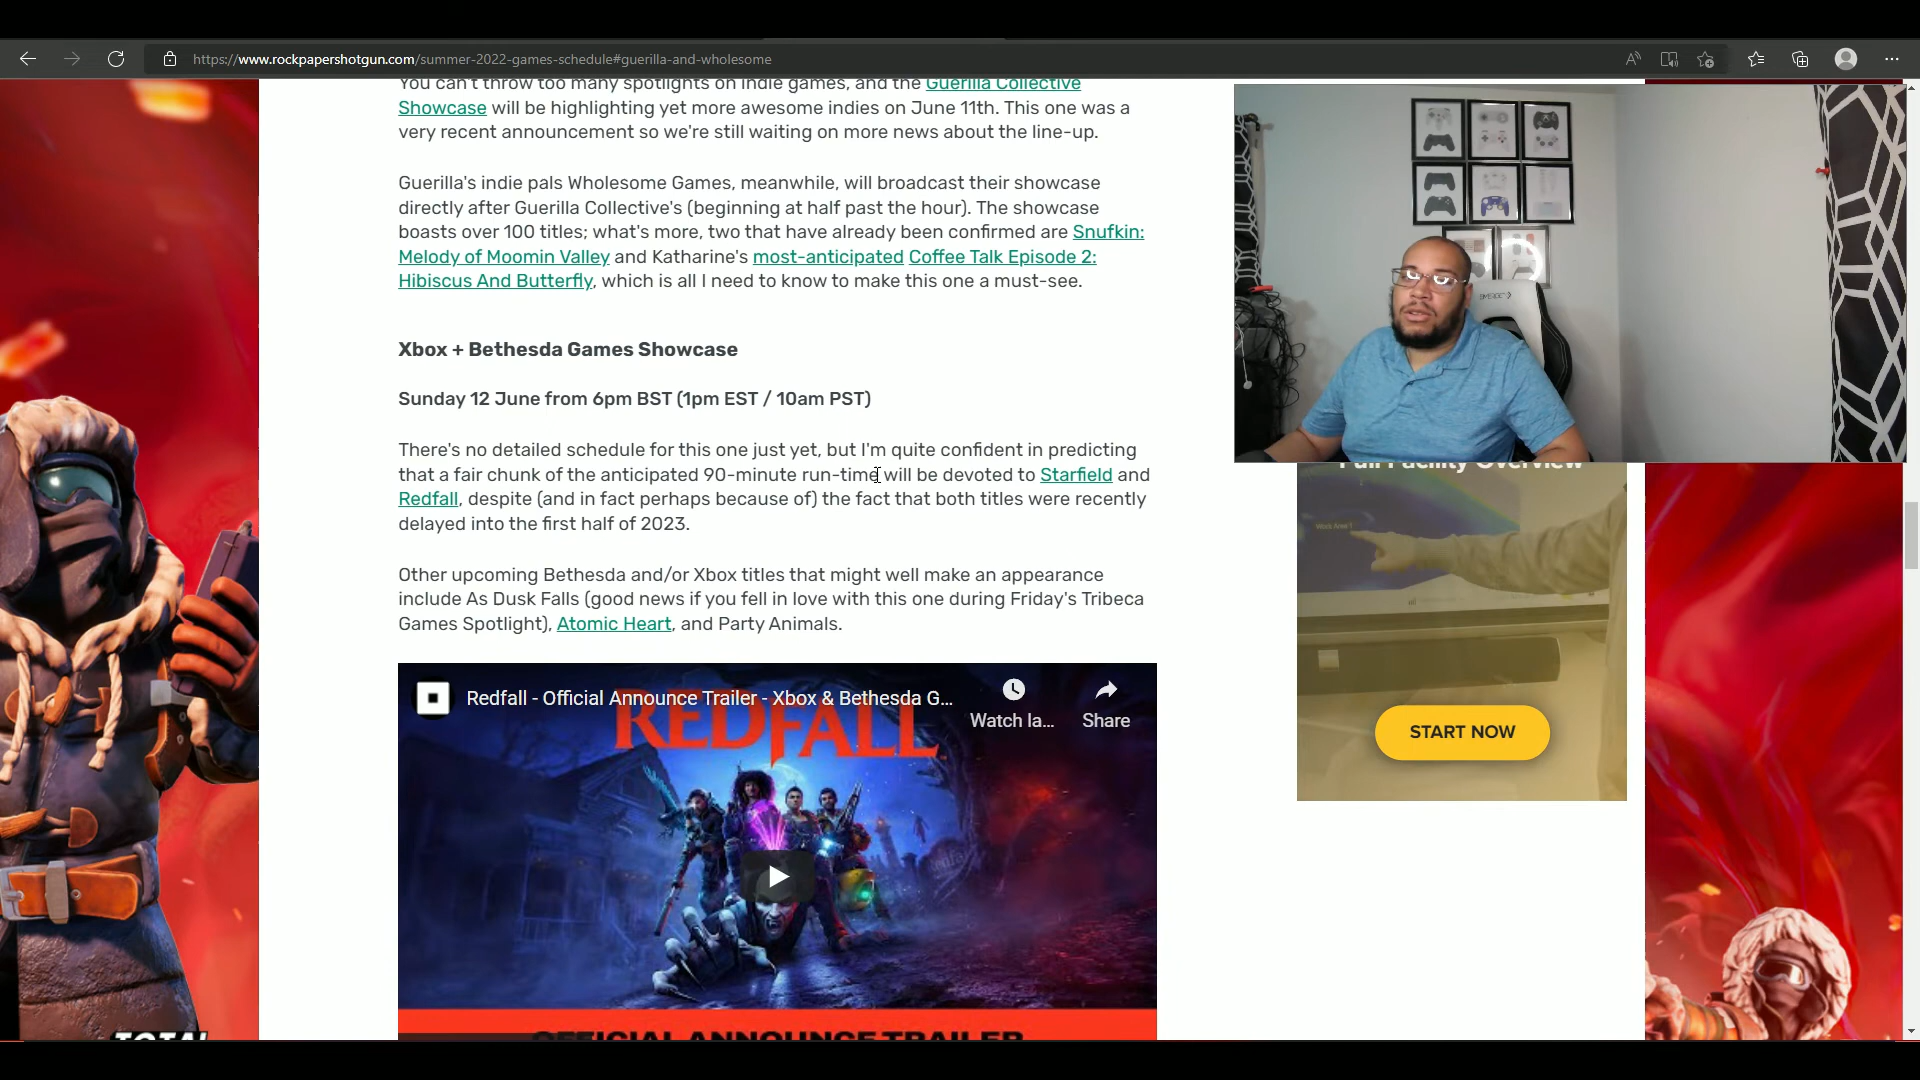 https://www.rockpapershotgun.com/summer-2022-games-schedule#guerilla-and-wholesome
You can't throw too many spotlights on indie games, and the Guerilla Collective
Showcase will be highlighting yet more awesome indies on June 11th. This one was a
very recent announcement so we're still waiting on more news about the line-up.
Guerilla's indie pals Wholesome Games, meanwhile, will broadcast their showcase
directly after Guerilla Collective's (beginning at half past the hour). The showcase
boasts over 100 titles; what's more, two that have already been confirmed are Snufkin:
Melody of Moomin Valley and Katharine's most-anticipated Coffee Talk Episode 2:
Hibiscus And Butterfly, which is all I need to know to make this one a must-see.
Xbox + Bethesda Games Showcase
Sunday 12 June from 6pm BST (1pm EST / 10am PST)
There's no detailed schedule for this one just yet, but I'm quite confident in predicting
that a fair chunk of the anticipated 90-minute run-time will be devoted to Starfield and
Redfall, despite (and in fact perhaps because of) the fact that both titles were recently
delayed into the first half of 2023.
Other upcoming Bethesda and/or Xbox titles that might well make an appearance
include As Dusk Falls (good news if you fell in love with this one during Friday's Tribeca
Games Spotlight), Atomic Heart, and Party Animals.
Redfall - Official Announce Trailer - Xbox & Bethesda G...
Watch la...
Share
REDFALL
OFFICIAL ANNOUNCE TRAILER
Full Facility Overview
Work Area 1
START NOW
TOTAL